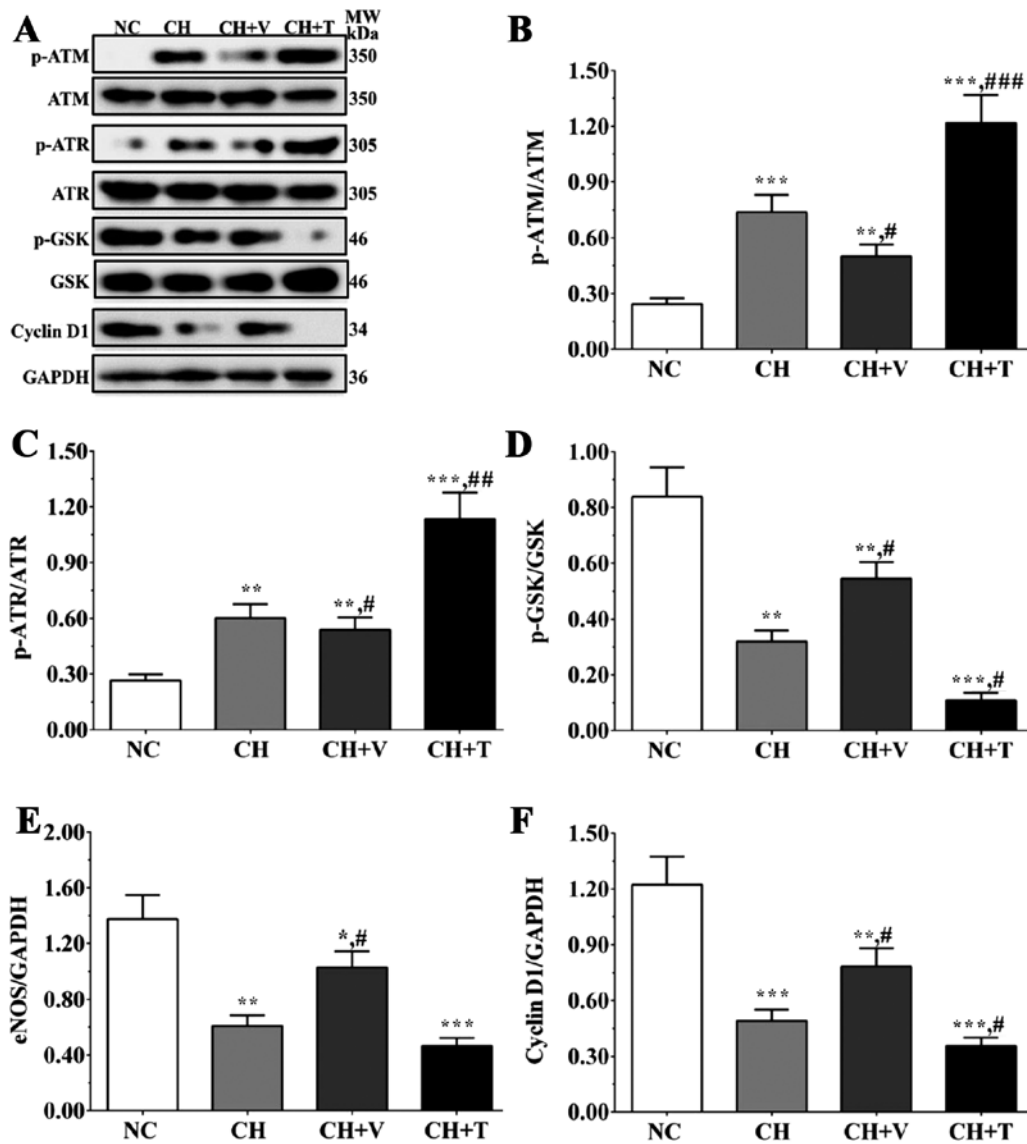 A
NC CH CH+V CH+T MW kDa
p-ATM 350
ATM 350
p-ATR 305
ATR 305
p-GSK 46
GSK 46
Cyclin D1 34
GAPDH 36
B
p-ATM/ATM
1.50
1.20
0.90
0.60
0.30
0.00
***
**,#
***,###
NC CH CH+V CH+T
C
p-ATR/ATR
1.50
1.20
0.90
0.60
0.30
0.00
**
**,#
***,##
NC CH CH+V CH+T
D
p-GSK/GSK
1.00
0.80
0.60
0.40
0.20
0.00
**
**,#
***,#
NC CH CH+V CH+T
E
eNOS/GAPDH
2.00
1.60
1.20
0.80
0.40
0.00
**
*,#
***
NC CH CH+V CH+T
F
Cyclin D1/GAPDH
1.50
1.20
0.90
0.60
0.30
0.00
***
**,#
***,#
NC CH CH+V CH+T